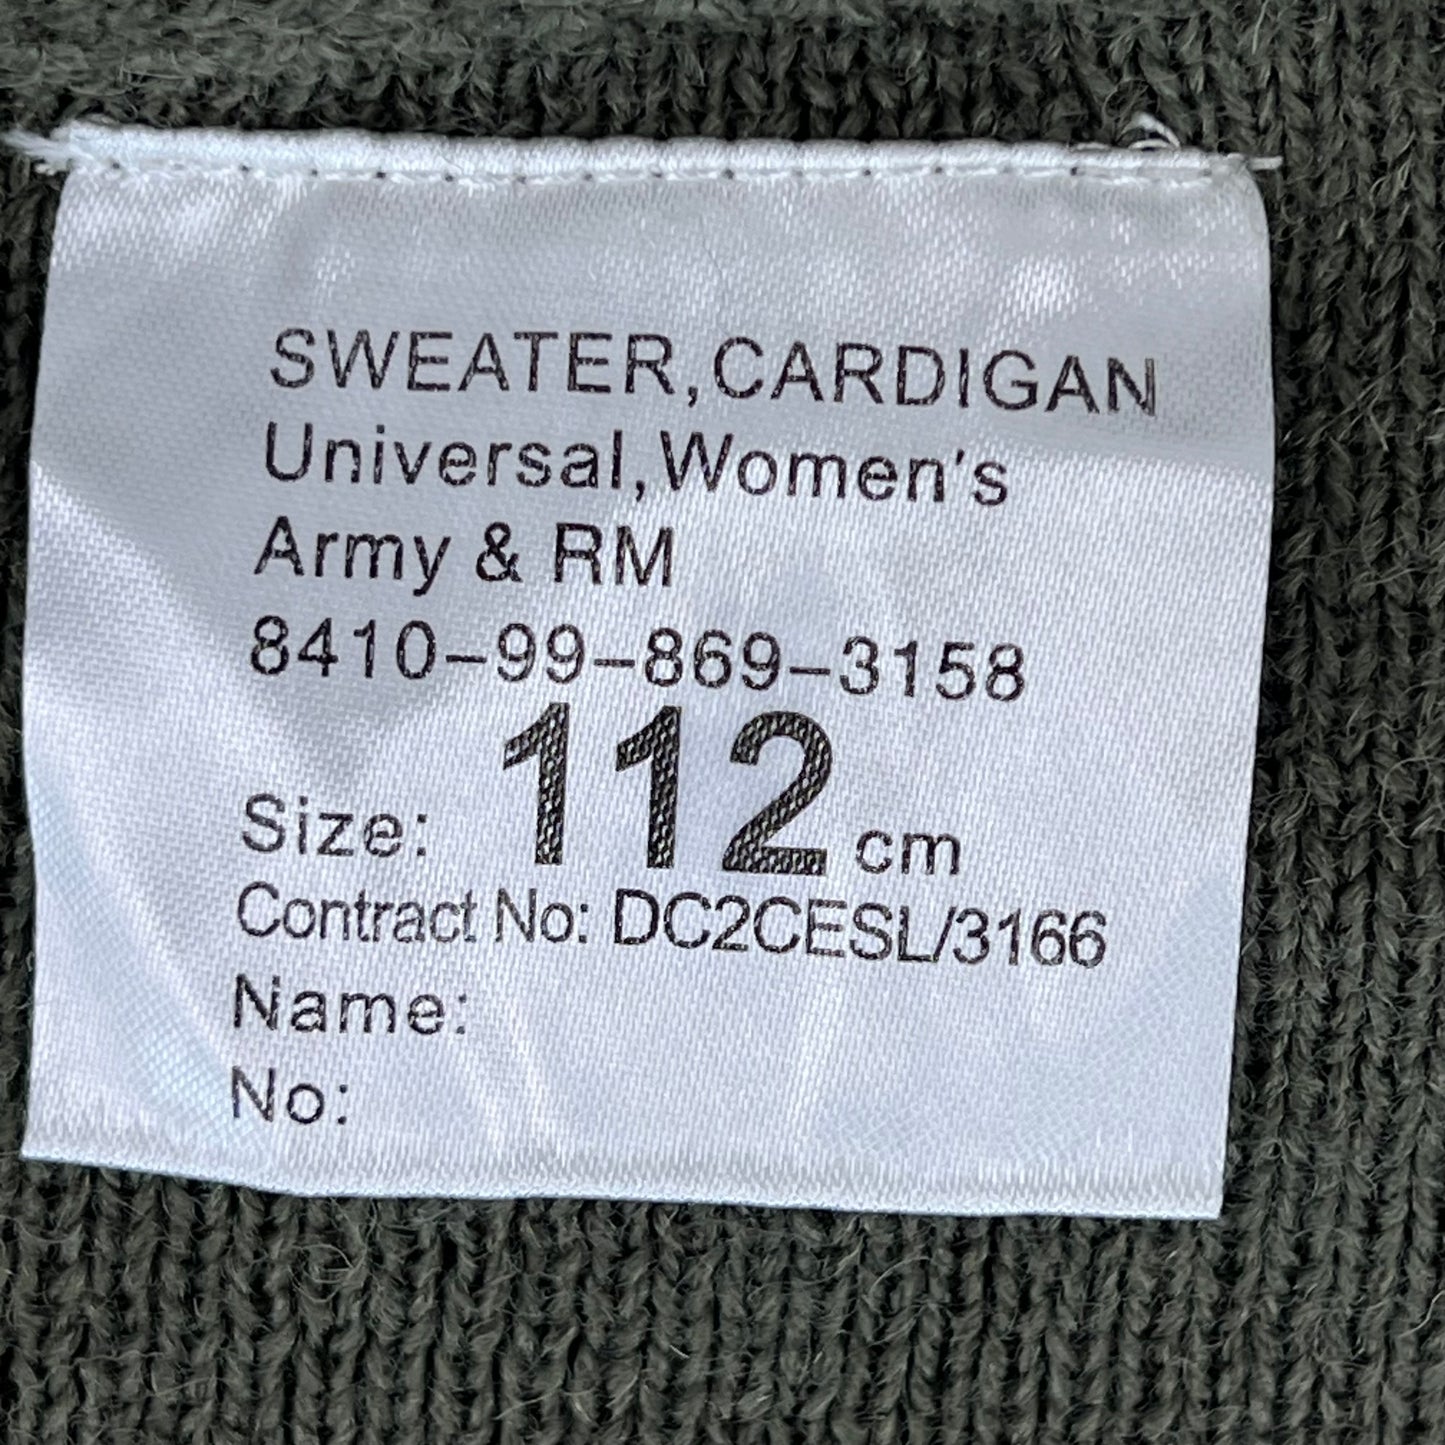 SWEATER,CARDIGAN
Universal,Women's
Army & RM
8410-99-869-3158
Size: 112 cm
Contract No: DC2CESL/3166
Name:
No: